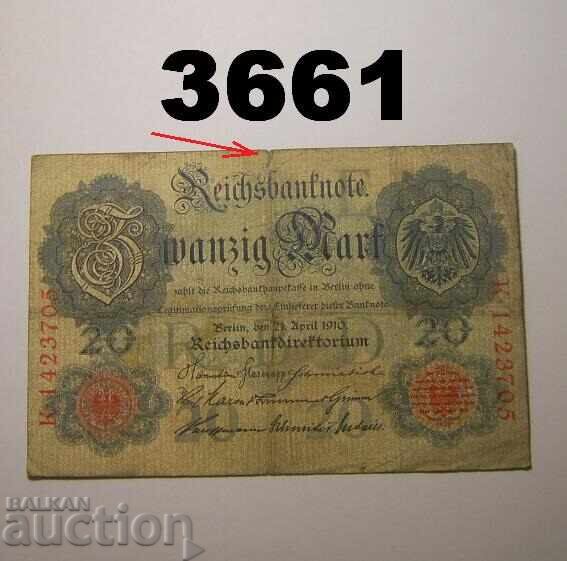 3661
Reichsbanknote.
Zwanzig Mark
zahlt die Reichsbankhauptkasse in Berlin ohne
Legitimationsprüfung dem Einlieferer dieser Banknote.
Berlin, den 21. April 1910.
Reichsbankdirektorium
20
20
K·1423705
K·1423705
BALKAN
auction